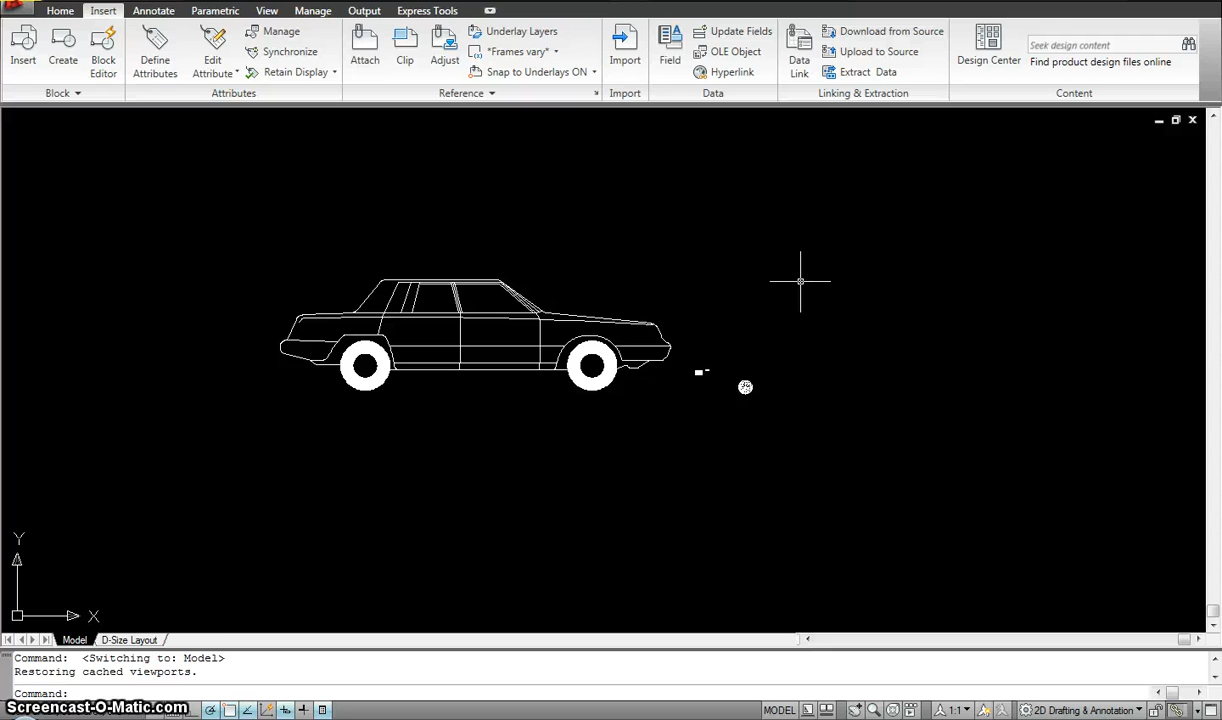 Home Insert Annotate Parametric View Manage Output Express Tools
Insert
Create
Block Editor
Block
Define Attributes
Edit Attribute
Manage
Synchronize
Retain Display
Attributes
Attach
Clip
Adjust
Underlay Layers
*Frames vary*
Snap to Underlays ON
Reference
Import
Import
Field
Update Fields
OLE Object
Hyperlink
Data
Data Link
Download from Source
Upload to Source
Extract Data
Linking & Extraction
Design Center
Seek design content
Find product design files online
Content
Y
X
Model D-Size Layout
Command: <Switching to: Model>
Restoring cached viewports.
Command:
Screencast-O-Matic.com
MODEL
1:1
2D Drafting & Annotation